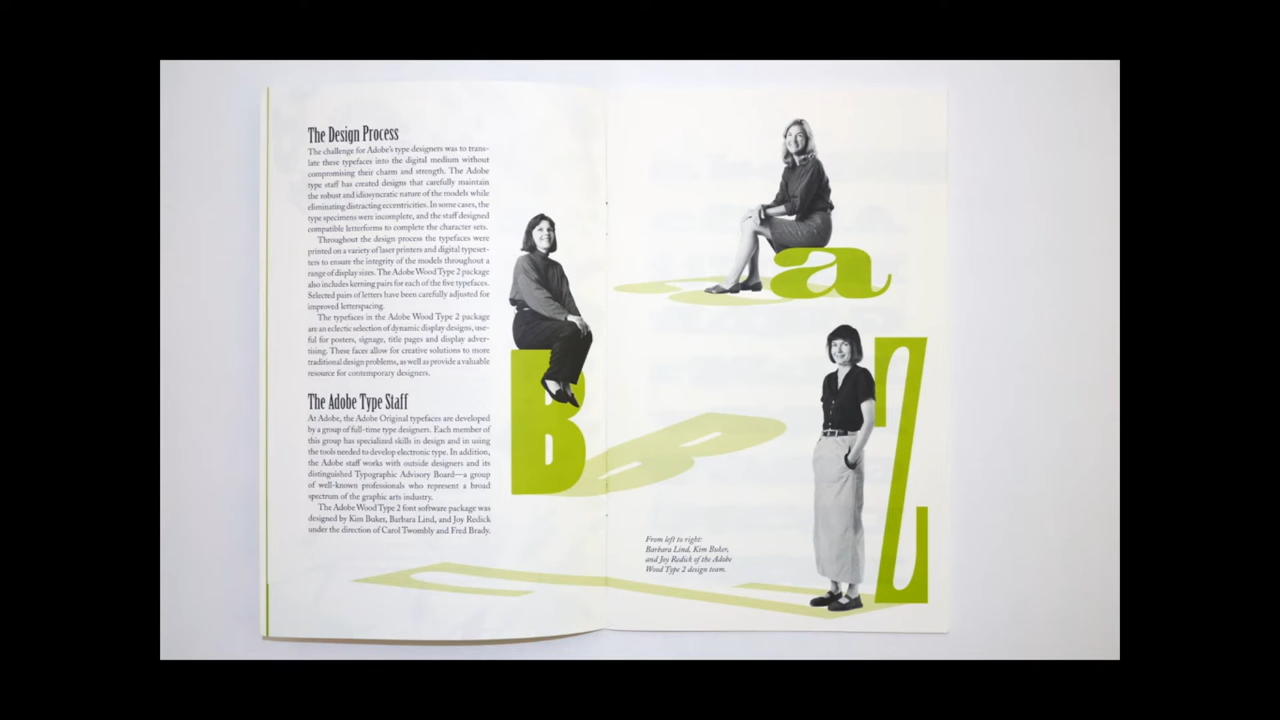 The Design Process
The challenge for Adobe's type designers was to trans-
late these typefaces into the digital medium without
compromising their charm and strength. The Adobe
type staff has created designs that carefully maintain
the robust and idiosyncratic nature of the models while
eliminating distracting eccentricities. In some cases, the
type specimens were incomplete, and the staff designed
compatible letterforms to complete the character sets.
Throughout the design process the typefaces were
printed on a variety of laser printers and digital typeset-
ters to ensure the integrity of the models throughout a
range of display sizes. The Adobe Wood Type 2 package
also includes kerning pairs for each of the five typefaces.
Selected pairs of letters have been carefully adjusted for
improved letterspacing.
The typefaces in the Adobe Wood Type 2 package
are an eclectic selection of dynamic display designs, use-
ful for posters, signage, title pages and display adver-
tising. These faces allow for creative solutions to more
traditional design problems, as well as provide a valuable
resource for contemporary designers.
The Adobe Type Staff
At Adobe, the Adobe Original typefaces are developed
by a group of full-time type designers. Each member of
this group has specialized skills in design and in using
the tools needed to develop electronic type. In addition,
the Adobe staff works with outside designers and its
distinguished Typographic Advisory Board—a group
of well-known professionals who represent a broad
spectrum of the graphic arts industry.
The Adobe Wood Type 2 font software package was
designed by Kim Buker, Barbara Lind, and Joy Redick
under the direction of Carol Twombly and Fred Brady.
B
a
Z
From left to right:
Barbara Lind, Kim Buker,
and Joy Redick of the Adobe
Wood Type 2 design team.